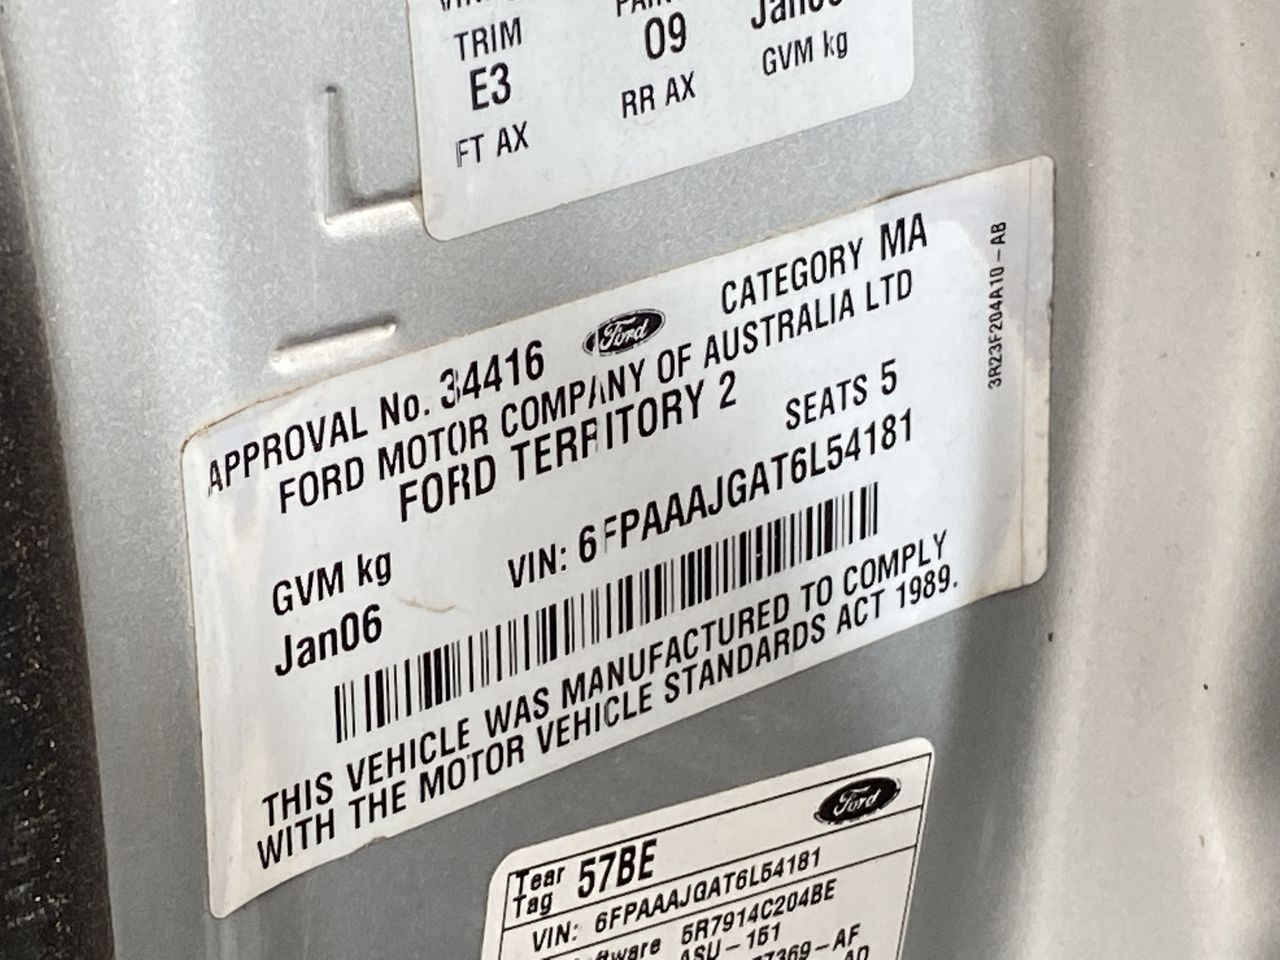 TRIM
E3
09
FT AX
RR AX
GVM kg
APPROVAL No. 34416 Ford CATEGORY MA
FORD MOTOR COMPANY OF AUSTRALIA LTD
FORD TERRITORY 2
SEATS 5
GVM kg
Jan06
VIN: 6FPAAAJGAT6L54181
THIS VEHICLE WAS MANUFACTURED TO COMPLY
WITH THE MOTOR VEHICLE STANDARDS ACT 1989.
3R23F204A10-AB
Ford
Tear
Tag
57BE
VIN: 6FPAAAJGAT6L54181
5R7914C204BE
ASU-151